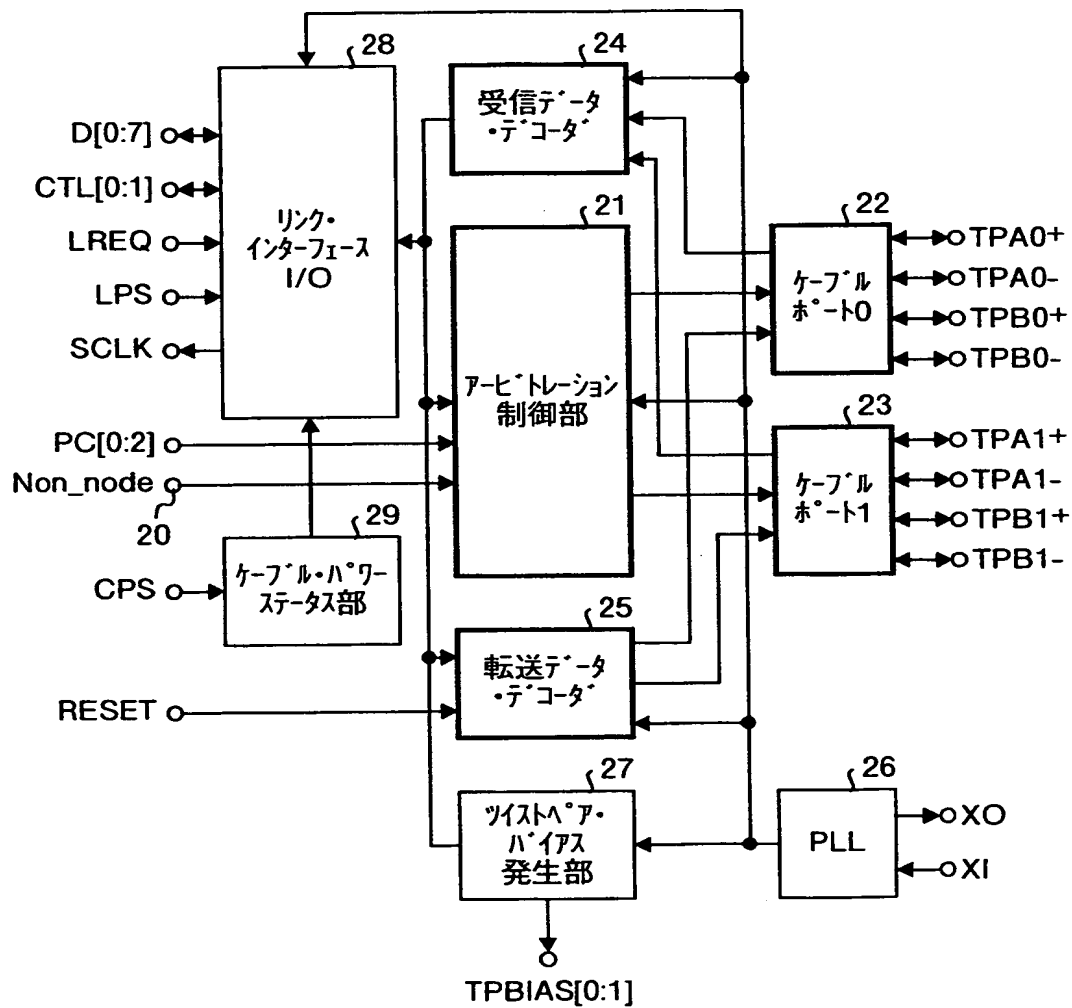 28
24
受信データ
・デコーダ
D[0:7]
CTL[0:1]
LREQ
LPS
SCLK
リンク・
インターフェース
I/O
21
アービトレーション
制御部
22
ケーブル
ポート0
TPA0+
TPA0-
TPB0+
TPB0-
PC[0:2]
Non_node
20
23
ケーブル
ポート1
TPA1+
TPA1-
TPB1+
TPB1-
29
CPS
ケーブル・パワー
ステータス部
25
転送データ
・デコーダ
RESET
27
ツイストペア・
バイアス
発生部
26
PLL
XO
XI
TPBIAS[0:1]